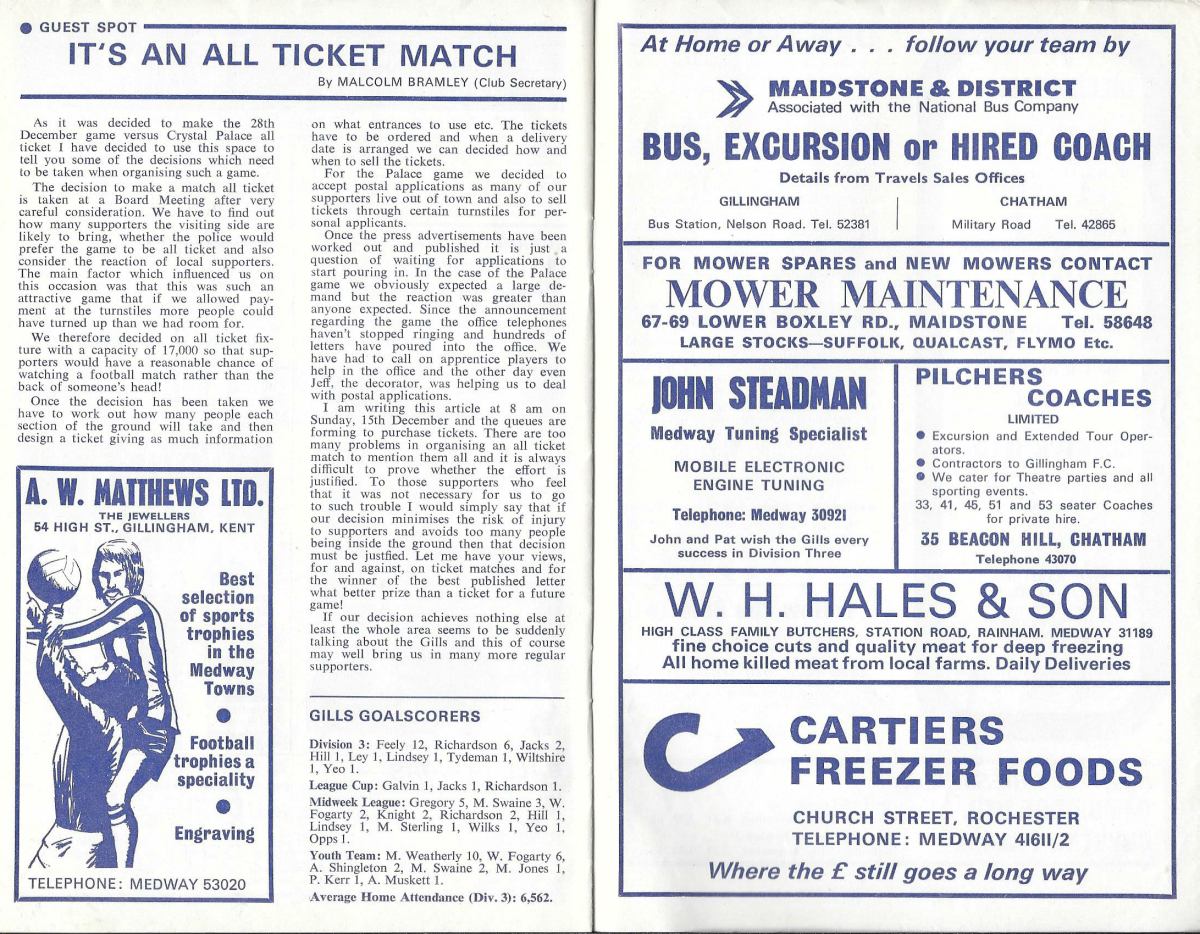 ● GUEST SPOT
IT'S AN ALL TICKET MATCH
By MALCOLM BRAMLEY (Club Secretary)
As it was decided to make the 28th
December game versus Crystal Palace all
ticket I have decided to use this space to
tell you some of the decisions which need
to be taken when organising such a game.
The decision to make a match all ticket
is taken at a Board Meeting after very
careful consideration. We have to find out
how many supporters the visiting side are
likely to bring, whether the police would
prefer the game to be all ticket and also
consider the reaction of local supporters.
The main factor which influenced us on
this occasion was that this was such an
attractive game that if we allowed pay-
ment at the turnstiles more people could
have turned up than we had room for.
We therefore decided on all ticket fix-
ture with a capacity of 17,000 so that sup-
porters would have a reasonable chance of
watching a football match rather than the
back of someone's head!
Once the decision has been taken we
have to work out how many people each
section of the ground will take and then
design a ticket giving as much information
on what entrances to use etc. The tickets
have to be ordered and when a delivery
date is arranged we can decided how and
when to sell the tickets.
For the Palace game we decided to
accept postal applications as many of our
supporters live out of town and also to sell
tickets through certain turnstiles for per-
sonal applicants.
Once the press advertisements have been
worked out and published it is just a
question of waiting for applications to
start pouring in. In the case of the Palace
game we obviously expected a large de-
mand but the reaction was greater than
anyone expected. Since the announcement
regarding the game the office telephones
haven't stopped ringing and hundreds of
letters have poured into the office. We
have had to call on apprentice players to
help in the office and the other day even
Jeff, the decorator, was helping us to deal
with postal applications.
I am writing this article at 8 am on
Sunday, 15th December and the queues are
forming to purchase tickets. There are too
many problems in organising an all ticket
match to mention them all and it is always
difficult to prove whether the effort is
justified. To those supporters who feel
that it was not necessary for us to go
to such trouble I would simply say that if
our decision minimises the risk of injury
to supporters and avoids too many people
being inside the ground then that decision
must be justfied. Let me have your views,
for and against, on ticket matches and for
the winner of the best published letter
what better prize than a ticket for a future
game!
If our decision achieves nothing else at
least the whole area seems to be suddenly
talking about the Gills and this of course
may well bring us in many more regular
supporters.
A. W. MATTHEWS LTD.
THE JEWELLERS
54 HIGH ST., GILLINGHAM, KENT
Best
selection
of sports
trophies
in the
Medway
Towns
●
Football
trophies a
speciality
●
Engraving
TELEPHONE: MEDWAY 53020
GILLS GOALSCORERS
Division 3: Feely 12, Richardson 6, Jacks 2,
Hill 1, Ley 1, Lindsey 1, Tydeman 1, Wiltshire
1, Yeo 1.
League Cup: Galvin 1, Jacks 1, Richardson 1.
Midweek League: Gregory 5, M. Swaine 3, W.
Fogarty 2, Knight 2, Richardson 2, Hill 1,
Lindsey 1, M. Sterling 1, Wilks 1, Yeo 1,
Opps 1.
Youth Team: M. Weatherly 10, W. Fogarty 6,
A. Shingleton 2, M. Swaine 2, M. Jones 1,
P. Kerr 1, A. Muskett 1.
Average Home Attendance (Div. 3): 6,562.
At Home or Away . . . follow your team by
MAIDSTONE & DISTRICT
Associated with the National Bus Company
BUS, EXCURSION or HIRED COACH
Details from Travels Sales Offices
GILLINGHAM
Bus Station, Nelson Road. Tel. 52381
CHATHAM
Military Road Tel. 42865
FOR MOWER SPARES and NEW MOWERS CONTACT
MOWER MAINTENANCE
67-69 LOWER BOXLEY RD., MAIDSTONE Tel. 58648
LARGE STOCKS—SUFFOLK, QUALCAST, FLYMO Etc.
JOHN STEADMAN
Medway Tuning Specialist
MOBILE ELECTRONIC
ENGINE TUNING
Telephone: Medway 30921
John and Pat wish the Gills every
success in Division Three
PILCHERS
COACHES
LIMITED
● Excursion and Extended Tour Oper-
ators.
● Contractors to Gillingham F.C.
● We cater for Theatre parties and all
sporting events.
33, 41, 45, 51 and 53 seater Coaches
for private hire.
35 BEACON HILL, CHATHAM
Telephone 43070
W. H. HALES & SON
HIGH CLASS FAMILY BUTCHERS, STATION ROAD, RAINHAM. MEDWAY 31189
fine choice cuts and quality meat for deep freezing
All home killed meat from local farms. Daily Deliveries
CARTIERS
FREEZER FOODS
CHURCH STREET, ROCHESTER
TELEPHONE: MEDWAY 41611/2
Where the £ still goes a long way